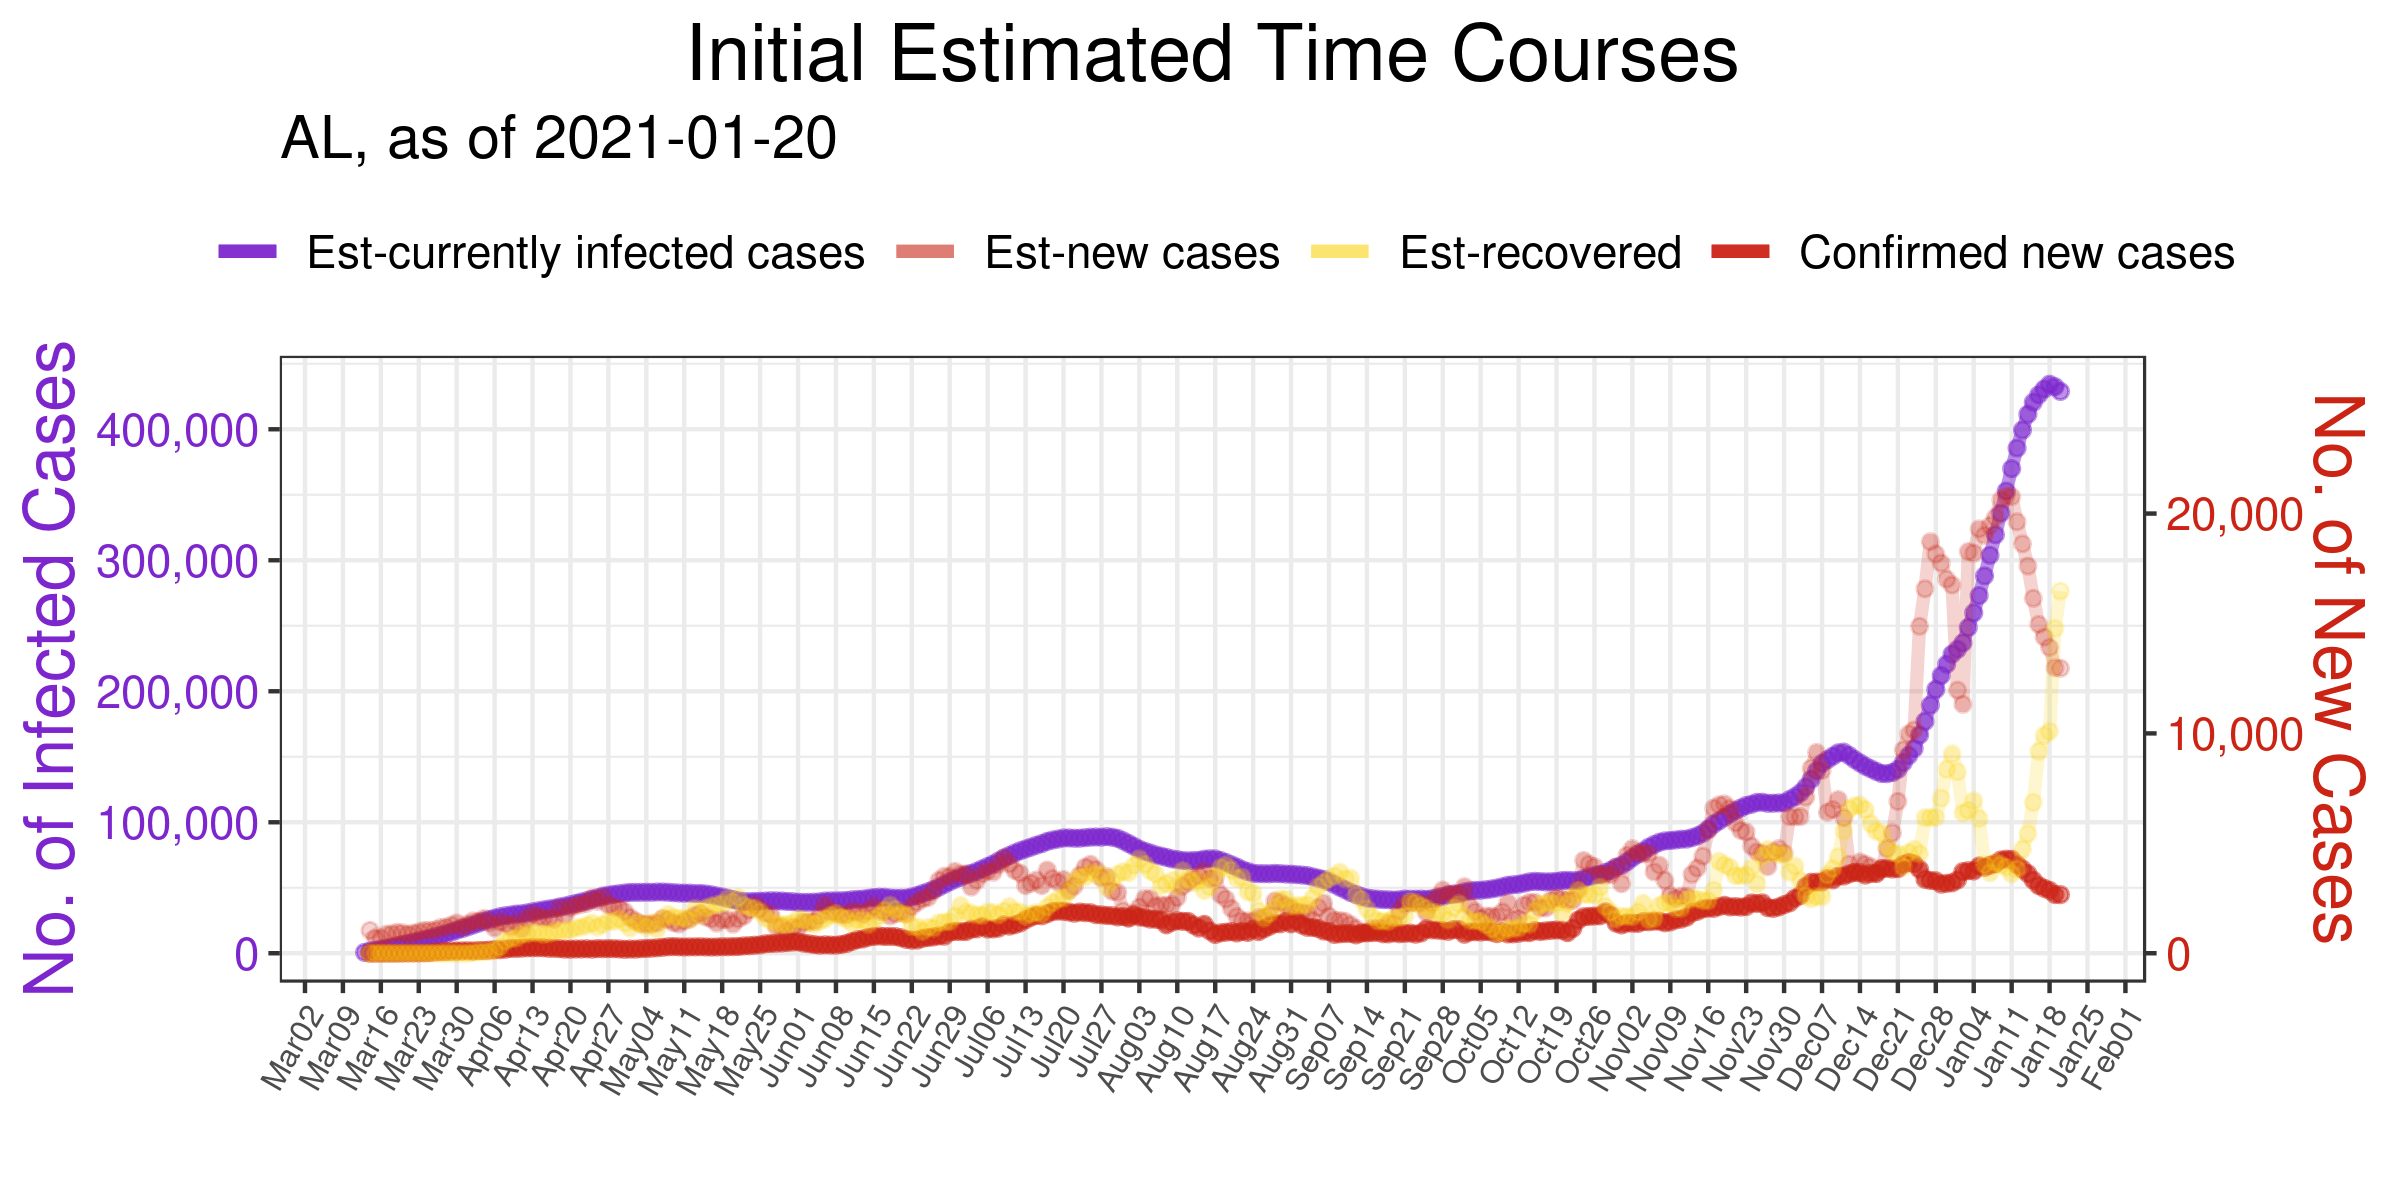 Initial Estimated Time Courses
AL, as of 2021-01-20
Est-currently infected cases Est-new cases Est-recovered Confirmed new cases
No. of Infected Cases
400,000
300,000
200,000
100,000
0
20,000
10,000
0
No. of New Cases
Mar02 Mar09 Mar16 Mar23 Mar30 Apr06 Apr13 Apr20 Apr27 May04 May11 May18 May25 Jun01 Jun08 Jun15 Jun22 Jun29 Jul06 Jul13 Jul20 Jul27 Aug03 Aug10 Aug17 Aug24 Aug31 Sep07 Sep14 Sep21 Sep28 Oct05 Oct12 Oct19 Oct26 Nov02 Nov09 Nov16 Nov23 Nov30 Dec07 Dec14 Dec21 Dec28 Jan04 Jan11 Jan18 Jan25 Feb01